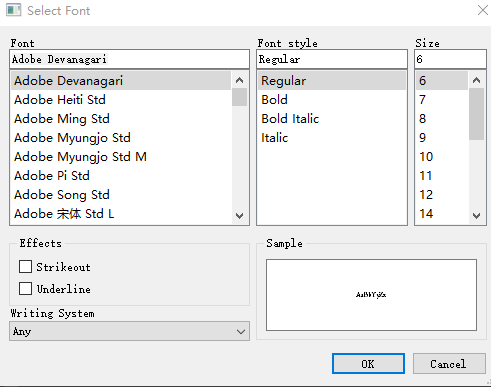 Select Font
Font
Font style
Size
Adobe Devanagari
Regular
6
Adobe Devanagari
Adobe Heiti Std
Adobe Ming Std
Adobe Myungjo Std
Adobe Myungjo Std M
Adobe Pi Std
Adobe Song Std
Adobe 宋体 Std L
Regular
Bold
Bold Italic
Italic
6
7
8
9
10
11
12
14
Effects
Strikeout
Underline
Sample
AaBbYyZz
Writing System
Any
OK
Cancel